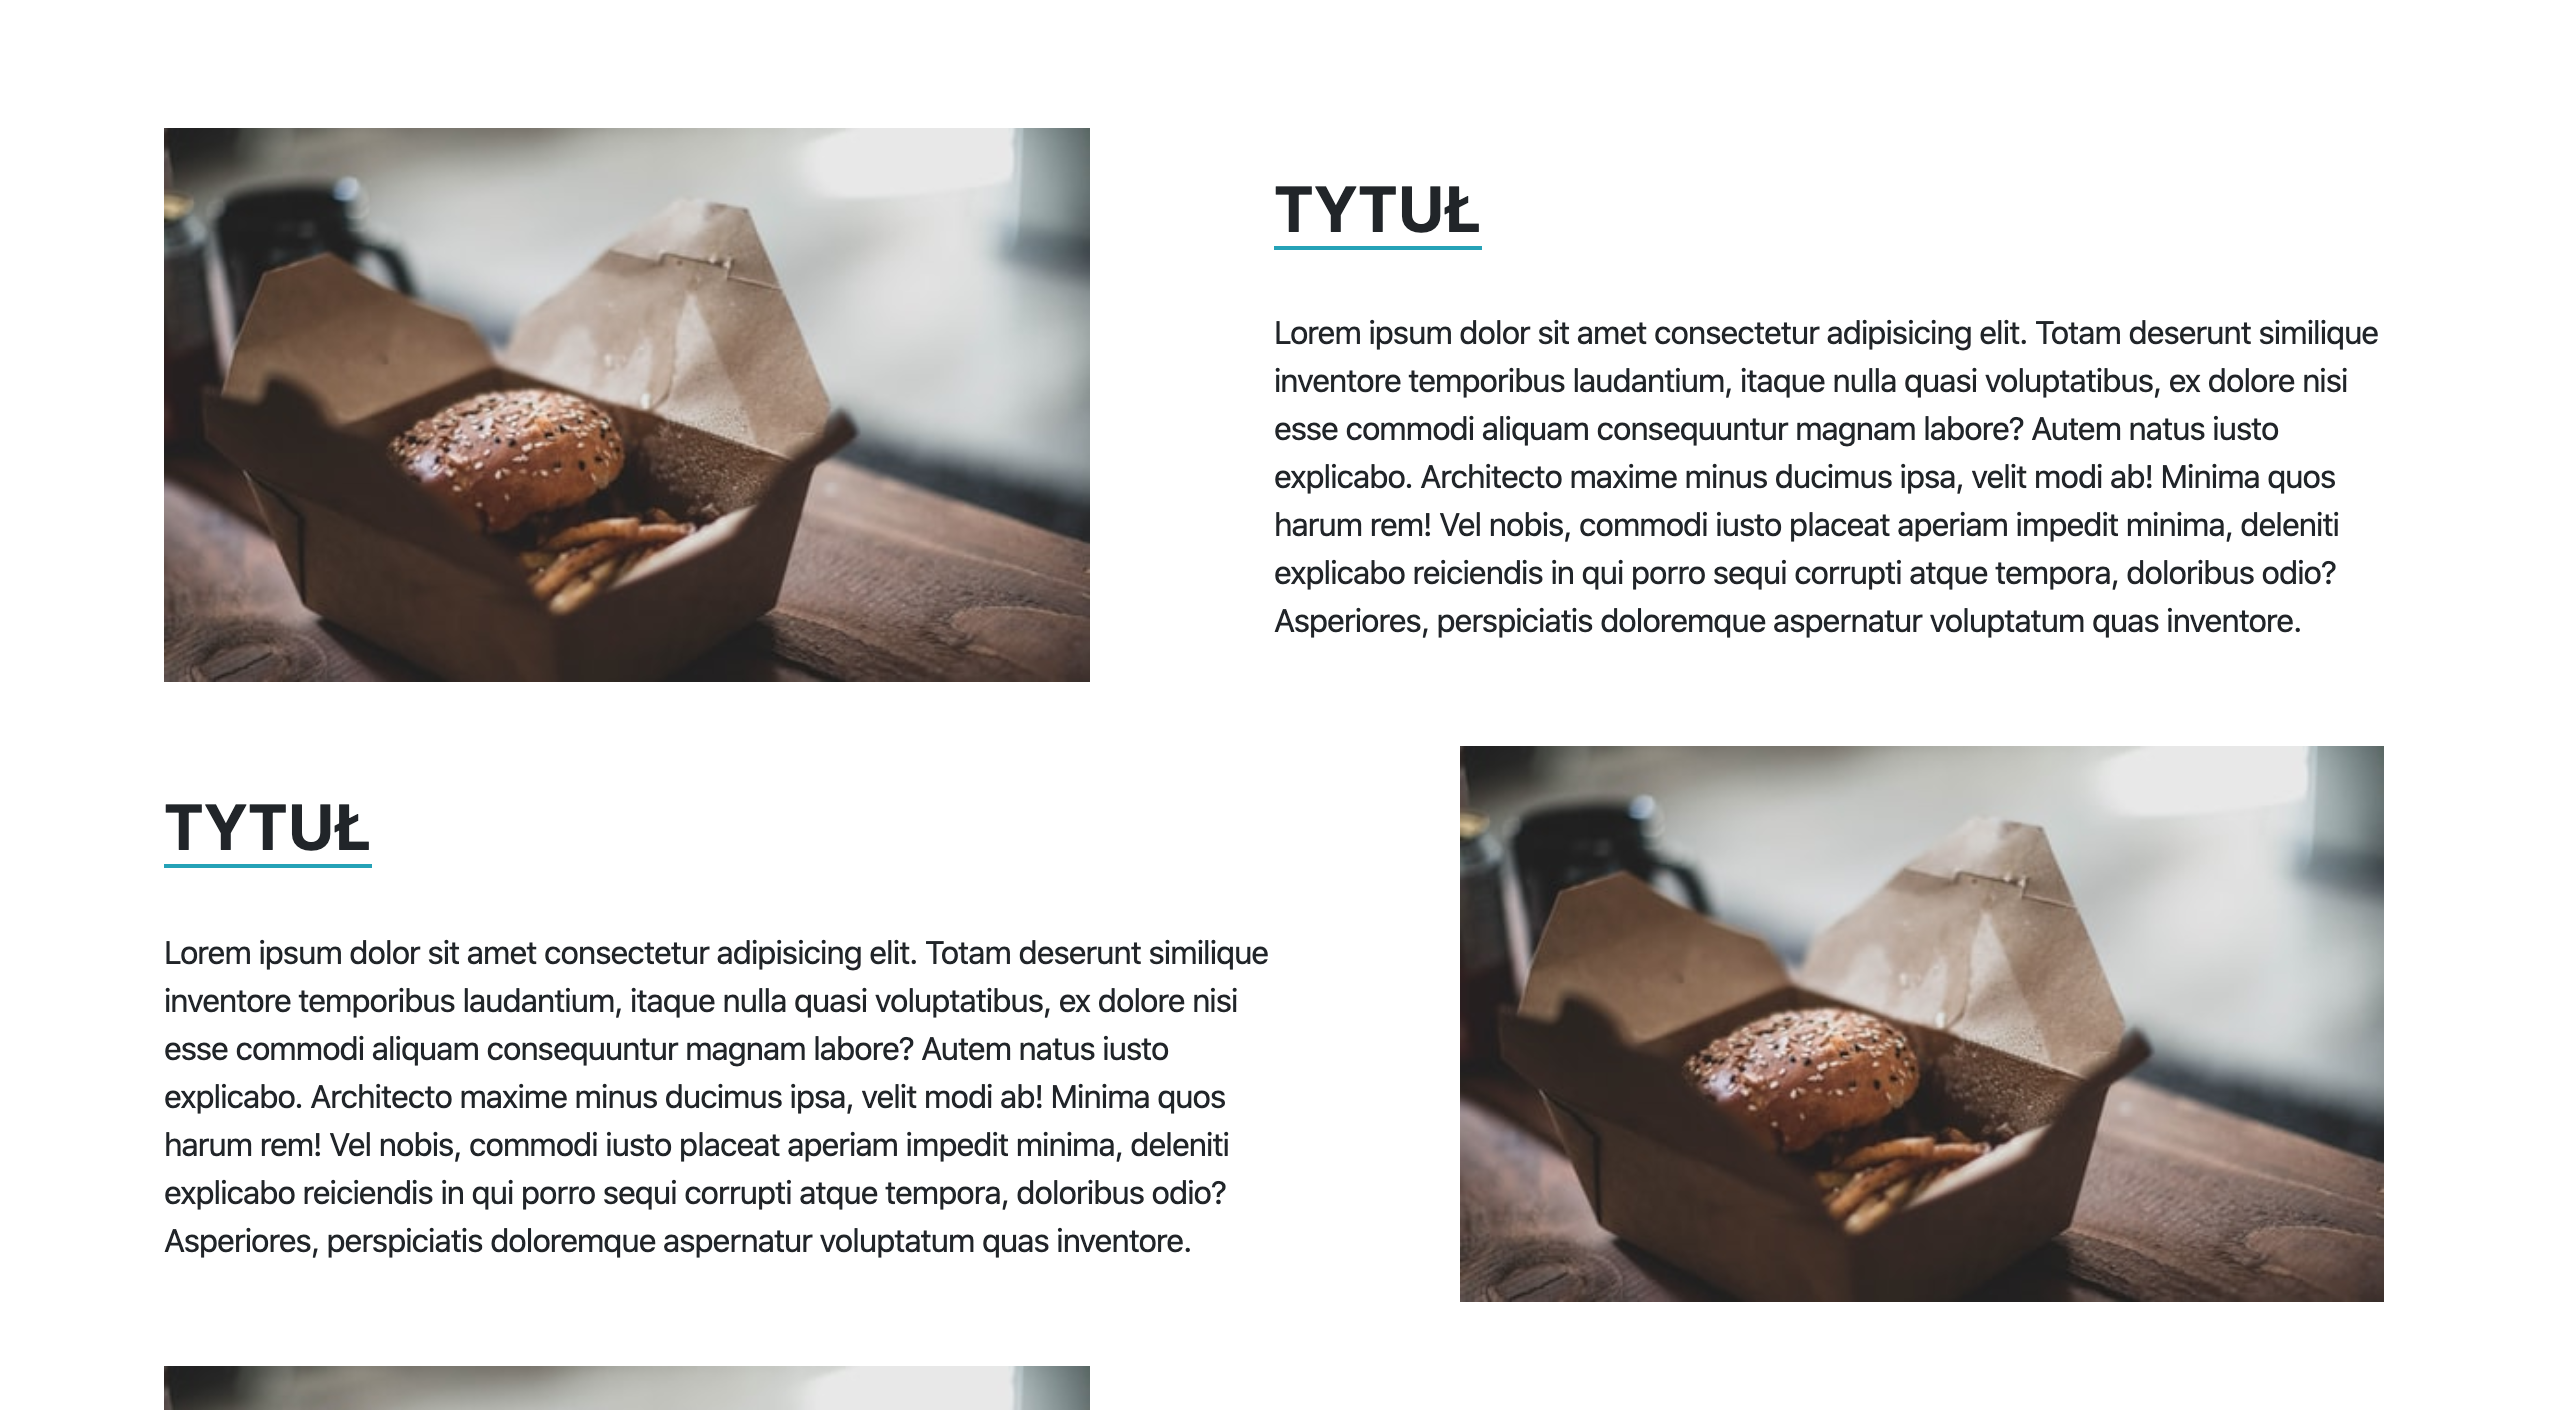 TYTUŁ
Lorem ipsum dolor sit amet consectetur adipisicing elit. Totam deserunt similique
inventore temporibus laudantium, itaque nulla quasi voluptatibus, ex dolore nisi
esse commodi aliquam consequuntur magnam labore? Autem natus iusto
explicabo. Architecto maxime minus ducimus ipsa, velit modi ab! Minima quos
harum rem! Vel nobis, commodi iusto placeat aperiam impedit minima, deleniti
explicabo reiciendis in qui porro sequi corrupti atque tempora, doloribus odio?
Asperiores, perspiciatis doloremque aspernatur voluptatum quas inventore.
TYTUŁ
Lorem ipsum dolor sit amet consectetur adipisicing elit. Totam deserunt similique
inventore temporibus laudantium, itaque nulla quasi voluptatibus, ex dolore nisi
esse commodi aliquam consequuntur magnam labore? Autem natus iusto
explicabo. Architecto maxime minus ducimus ipsa, velit modi ab! Minima quos
harum rem! Vel nobis, commodi iusto placeat aperiam impedit minima, deleniti
explicabo reiciendis in qui porro sequi corrupti atque tempora, doloribus odio?
Asperiores, perspiciatis doloremque aspernatur voluptatum quas inventore.